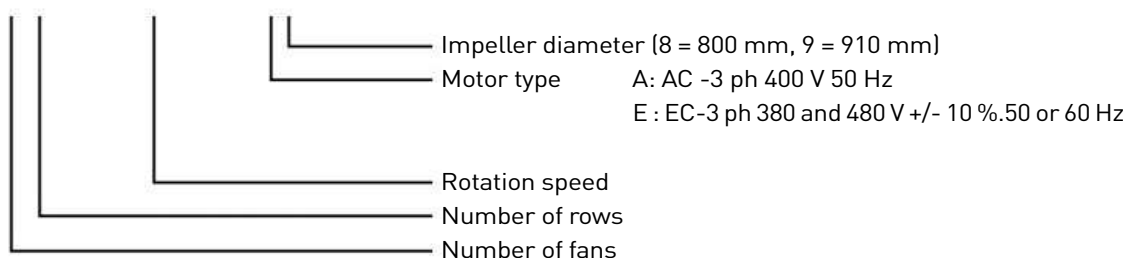 Impeller diameter (8 = 800 mm, 9 = 910 mm)
Motor type A: AC -3 ph 400 V 50 Hz
E : EC-3 ph 380 and 480 V +/- 10 %.50 or 60 Hz
Rotation speed
Number of rows
Number of fans